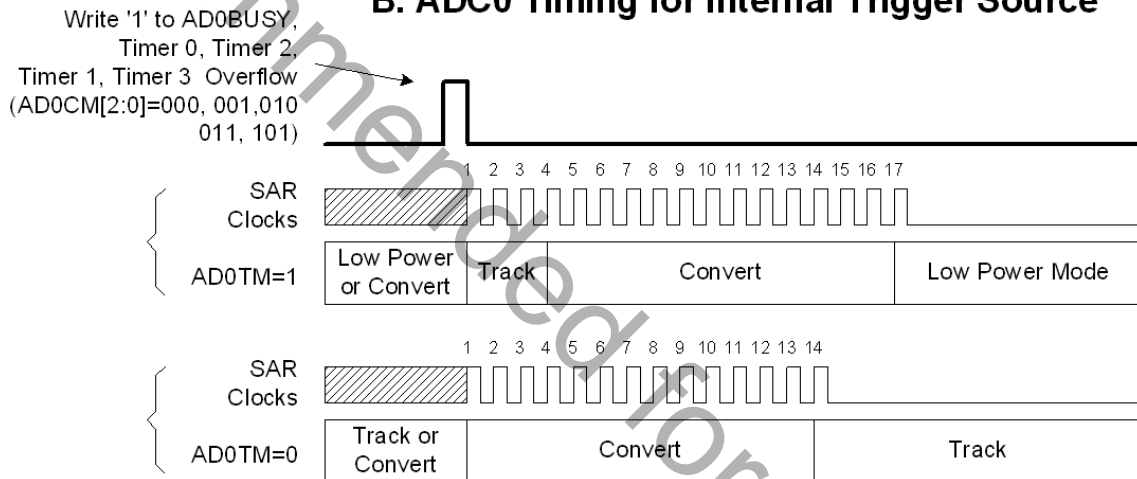 B. ADC0 Timing for Internal Trigger Source
Write '1' to AD0BUSY,
Timer 0, Timer 2,
Timer 1, Timer 3 Overflow
(AD0CM[2:0]=000, 001,010
011, 101)
1 2 3 4 5 6 7 8 9 10 11 12 13 14 15 16 17
SAR
Clocks
AD0TM=1
Low Power
or Convert
Track
Convert
Low Power Mode
1 2 3 4 5 6 7 8 9 10 11 12 13 14
SAR
Clocks
AD0TM=0
Track or
Convert
Convert
Track
nmended for